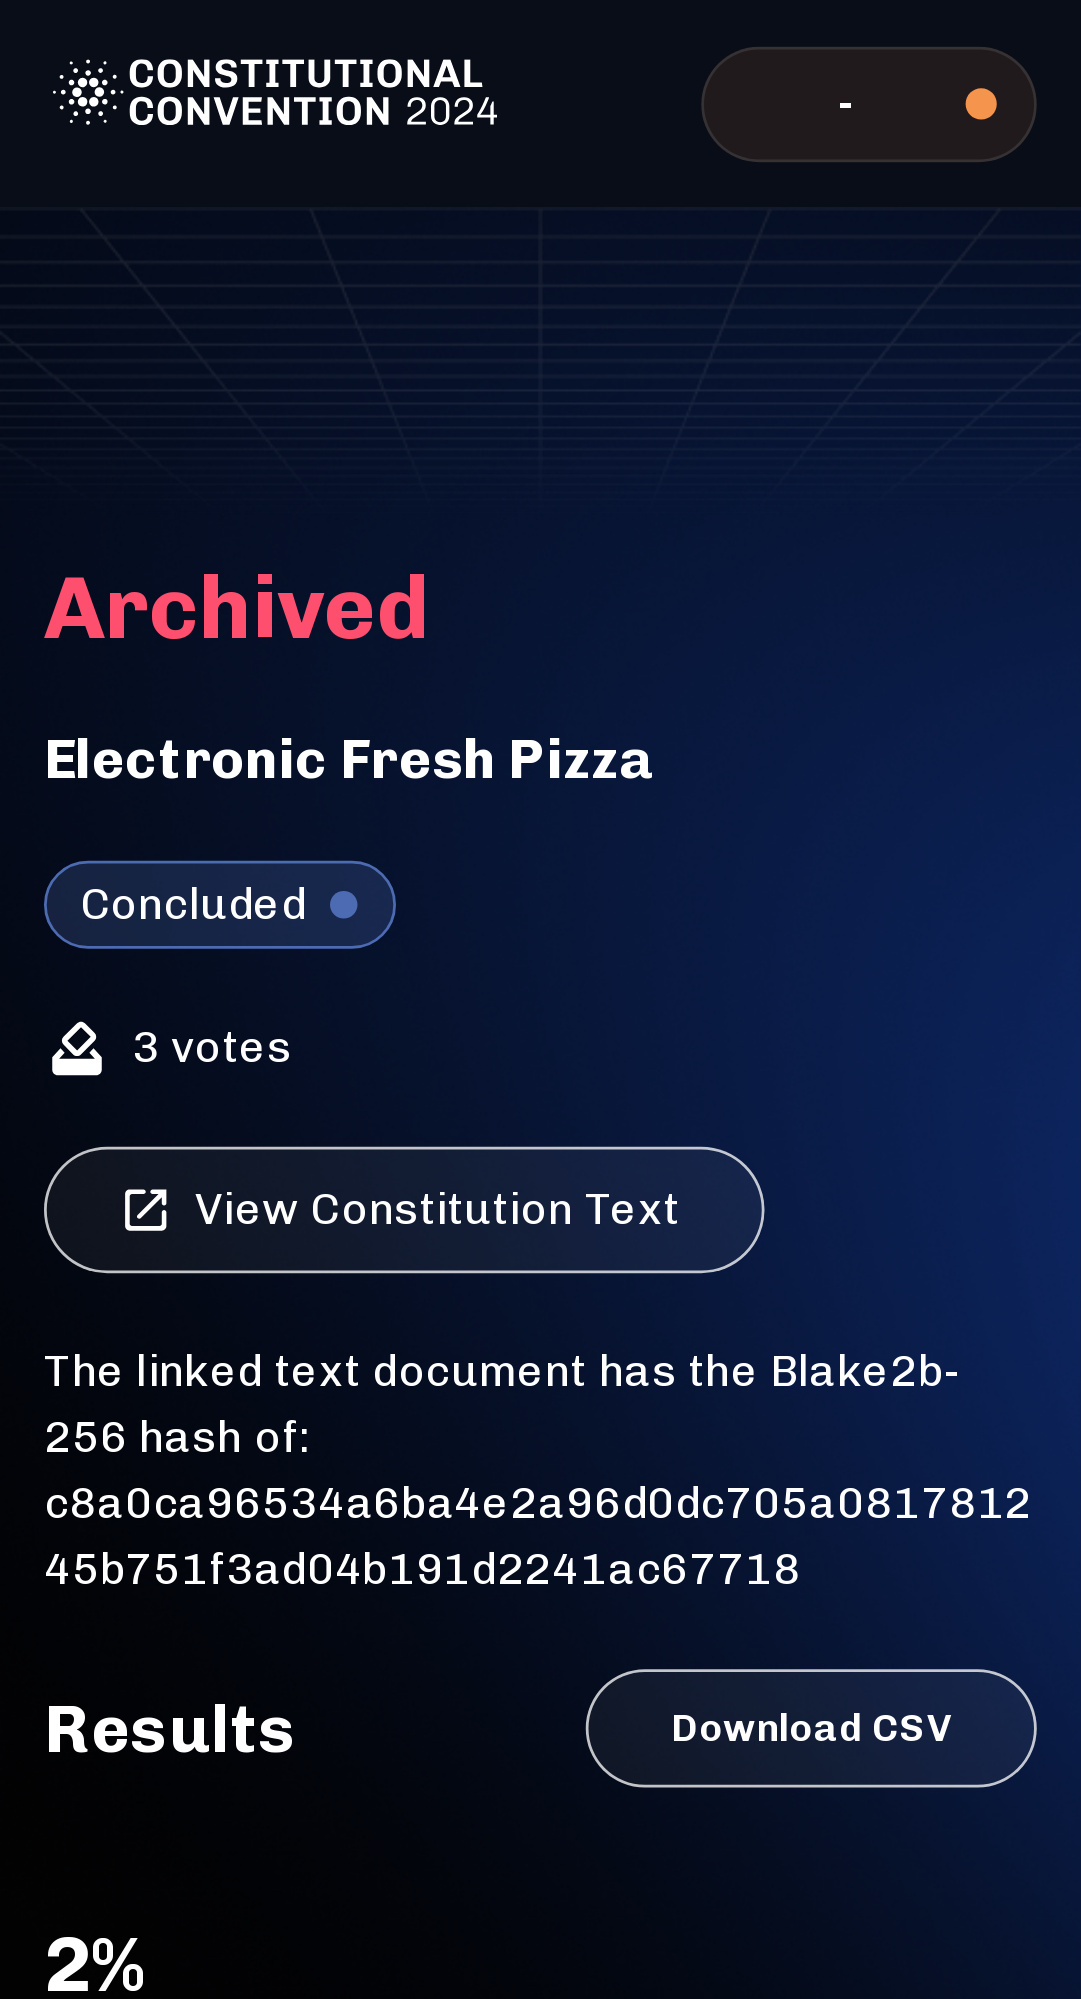 CONSTITUTIONAL
CONVENTION 2024
-
Archived
Electronic Fresh Pizza
Concluded
3 votes
View Constitution Text
The linked text document has the Blake2b-
256 hash of:
c8a0ca96534a6ba4e2a96d0dc705a0817812
45b751f3ad04b191d2241ac67718
Results
Download CSV
2%